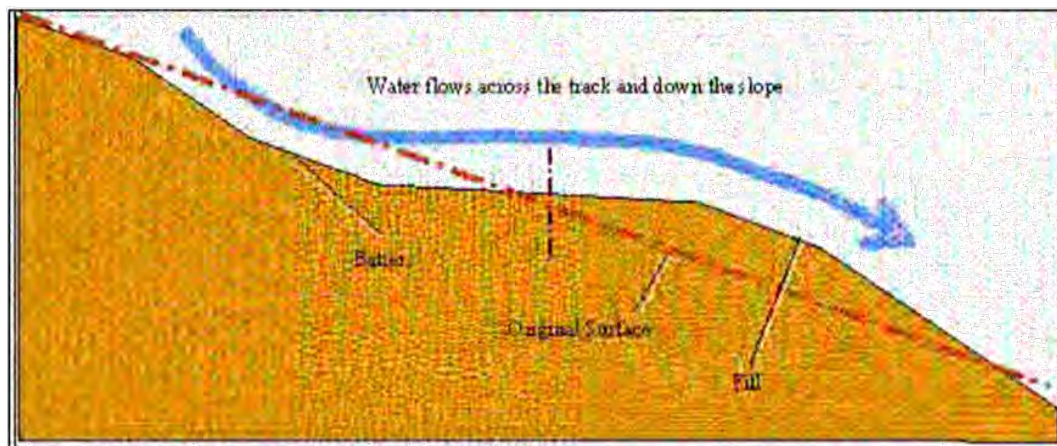 Water flows across the track and down the slope
Batter
Original Surface
Fill